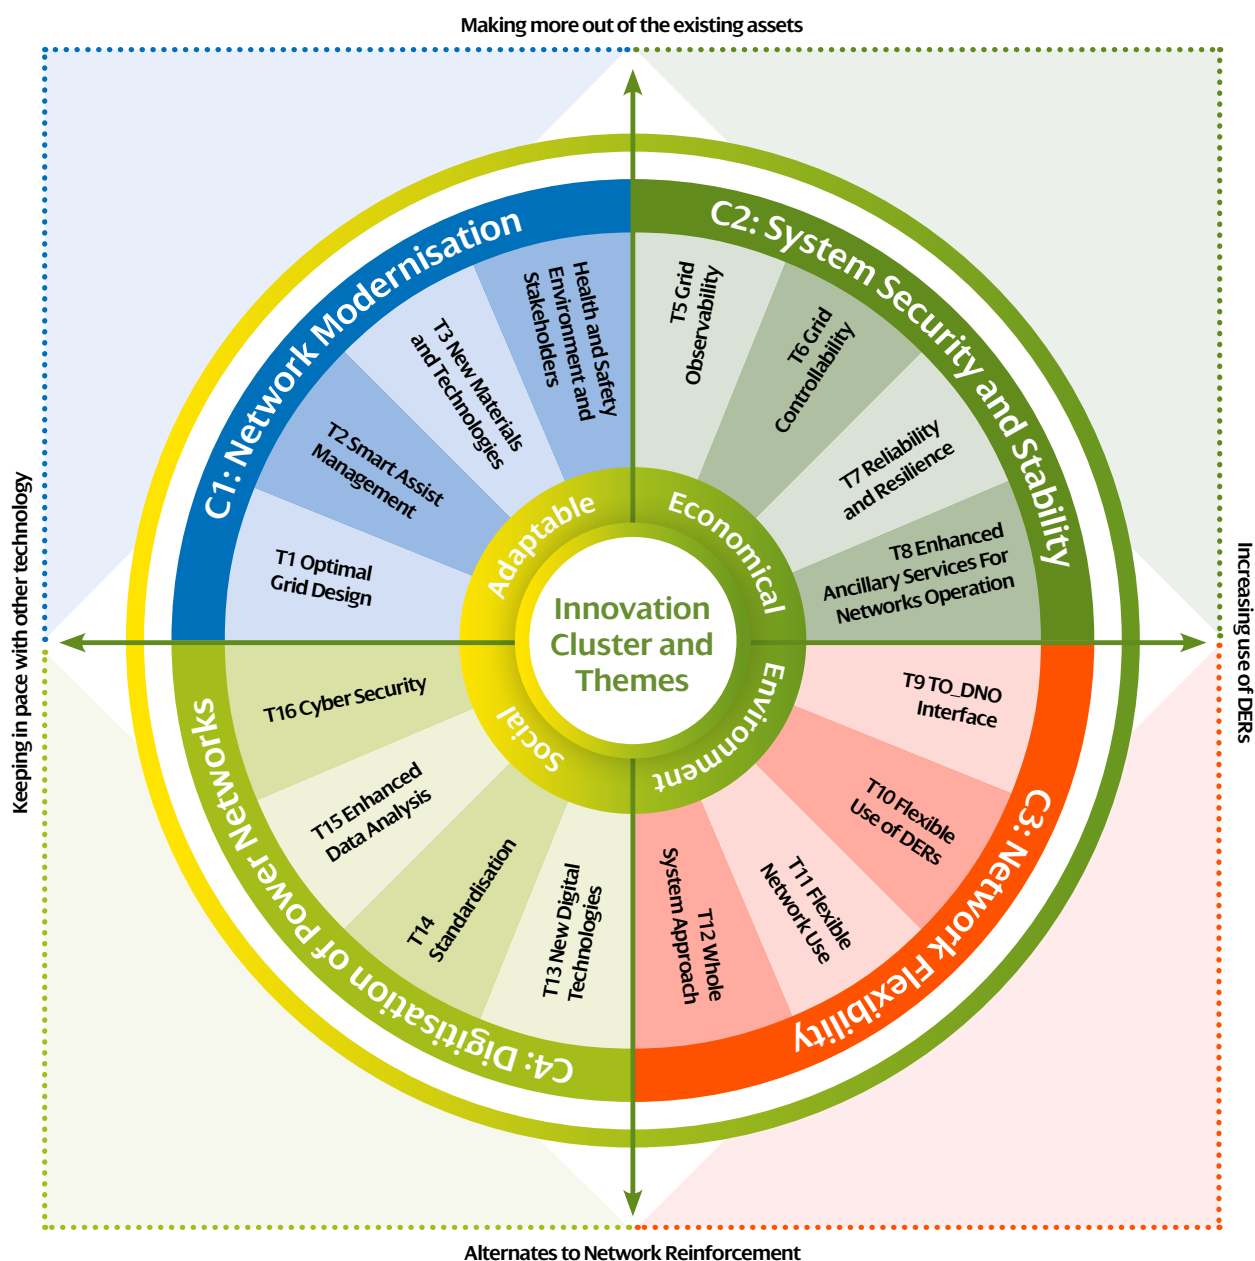 Making more out of the existing assets
C1: Network Modernisation
C2: System Security and Stability
Health and Safety
Environment and
Stakeholders
T3 New Materials
and Technologies
T2 Smart Assist
Management
T1 Optimal
Grid Design
T5 Grid
Observability
T6 Grid
Controllability
T7 Reliability
and Resilience
T8 Enhanced
Ancillary Services For
Networks Operation
Adaptable
Economical
Innovation
Cluster and
Themes
Social
Environment
Keeping in pace with other technology
Increasing use of DERs
T9 TO_DNO
Interface
T10 Flexible
Use of DERs
T11 Flexible
Network Use
T12 Whole
System Approach
C3: Network Flexibility
T13 New Digital
Technologies
T14
Standardisation
T15 Enhanced
Data Analysis
T16 Cyber Security
C4: Digitisation of Power Networks
Alternates to Network Reinforcement